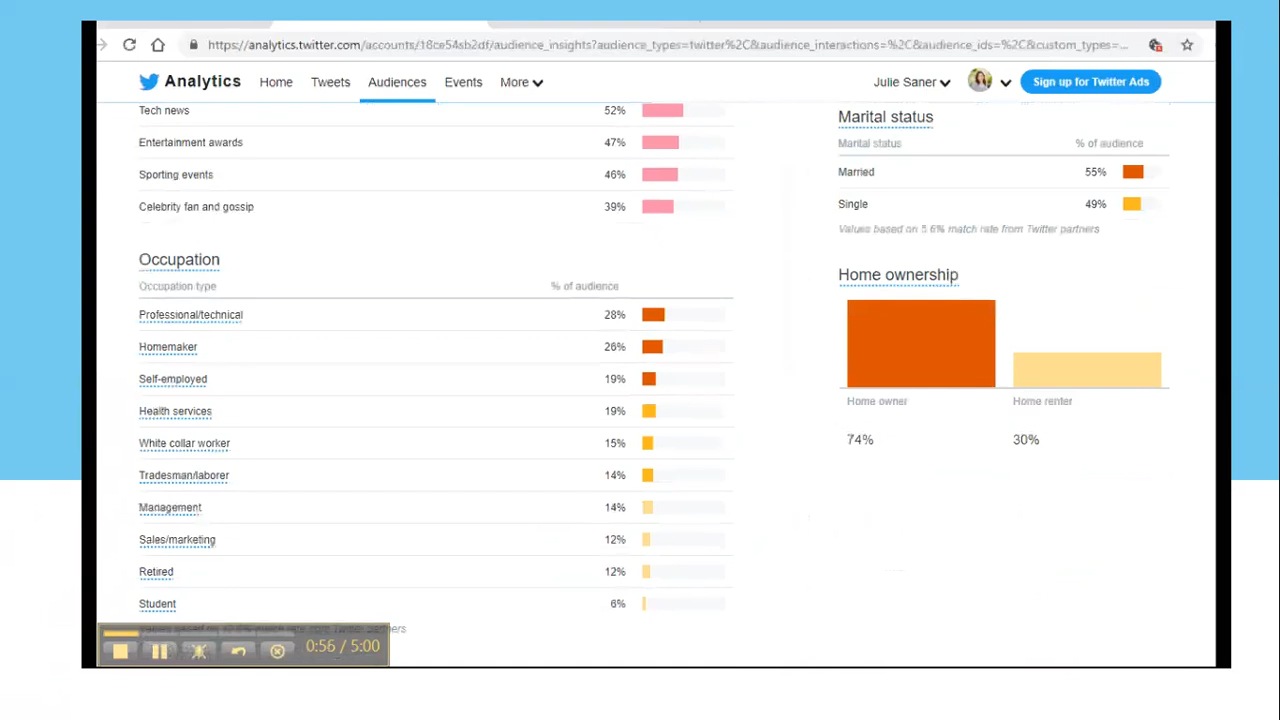 https://analytics.twitter.com/accounts/18ce54sb2df/audience_insights?audience_types=twitter%2C&audience_interactions=%2C&audience_ids=%2C&custom_types=...
Analytics Home Tweets Audiences Events More Julie Saner Sign up for Twitter Ads
Tech news 52%
Entertainment awards 47%
Sporting events 46%
Celebrity fan and gossip 39%
Occupation
Occupation type % of audience
Professional/technical 28%
Homemaker 26%
Self-employed 19%
Health services 19%
White collar worker 15%
Tradesman/laborer 14%
Management 14%
Sales/marketing 12%
Retired 12%
Student 6%
Twitter partners
Marital status
Marital status % of audience
Married 55%
Single 49%
Values based on 5.6% match rate from Twitter partners
Home ownership
Home owner Home renter
74% 30%
0:56 / 5:00